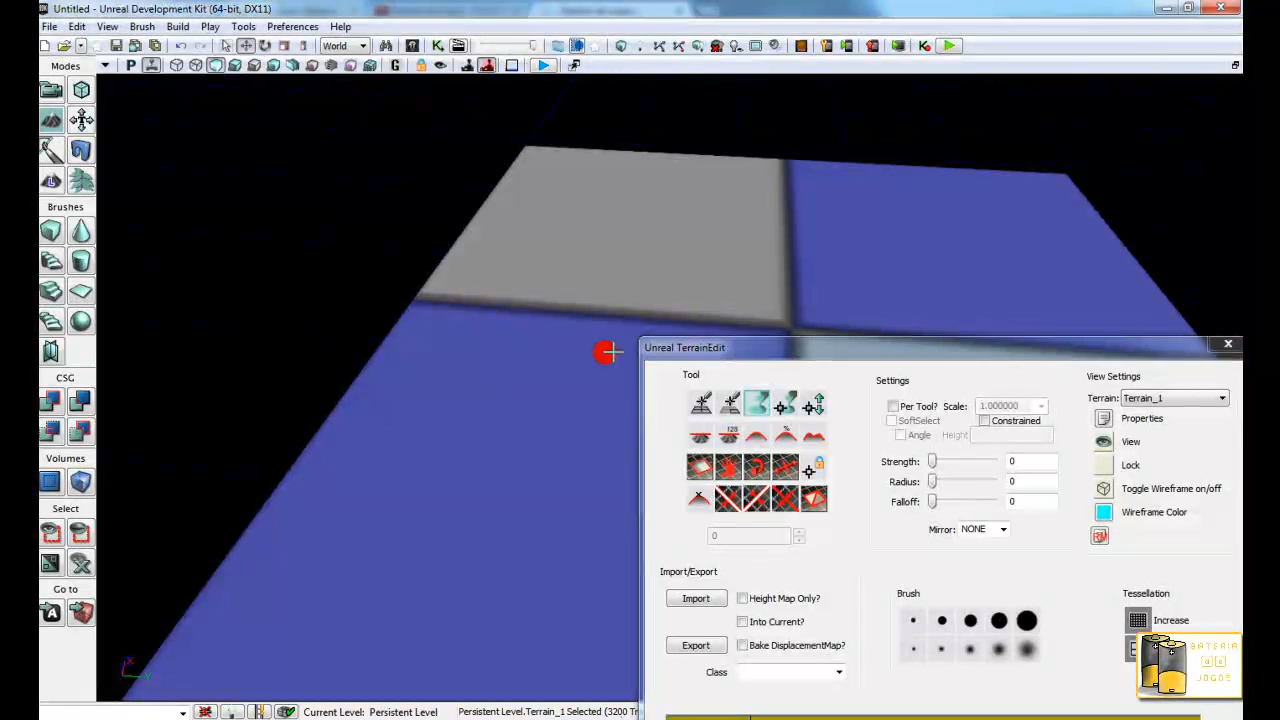 Untitled - Unreal Development Kit (64-bit, DX11)
File Edit View Brush Build Play Tools Preferences Help
World
Modes
P
G
Brushes
CSG
Volumes
Select
Go to
Unreal TerrainEdit
Tool
Settings
View Settings
Per Tool? Scale: 1.000000
Terrain: Terrain_1
SoftSelect Constrained
Properties
Angle Height
View
Strength: 0
Lock
Radius: 0
Toggle Wireframe on/off
Falloff: 0
Wireframe Color
Mirror: NONE
0
Import/Export
Brush
Tessellation
Import Height Map Only?
Increase
Into Current?
Export Bake DisplacementMap?
Class
BATERIA
JOGOS
Current Level: Persistent Level Persistent Level.Terrain_1 Selected (3200 Tr